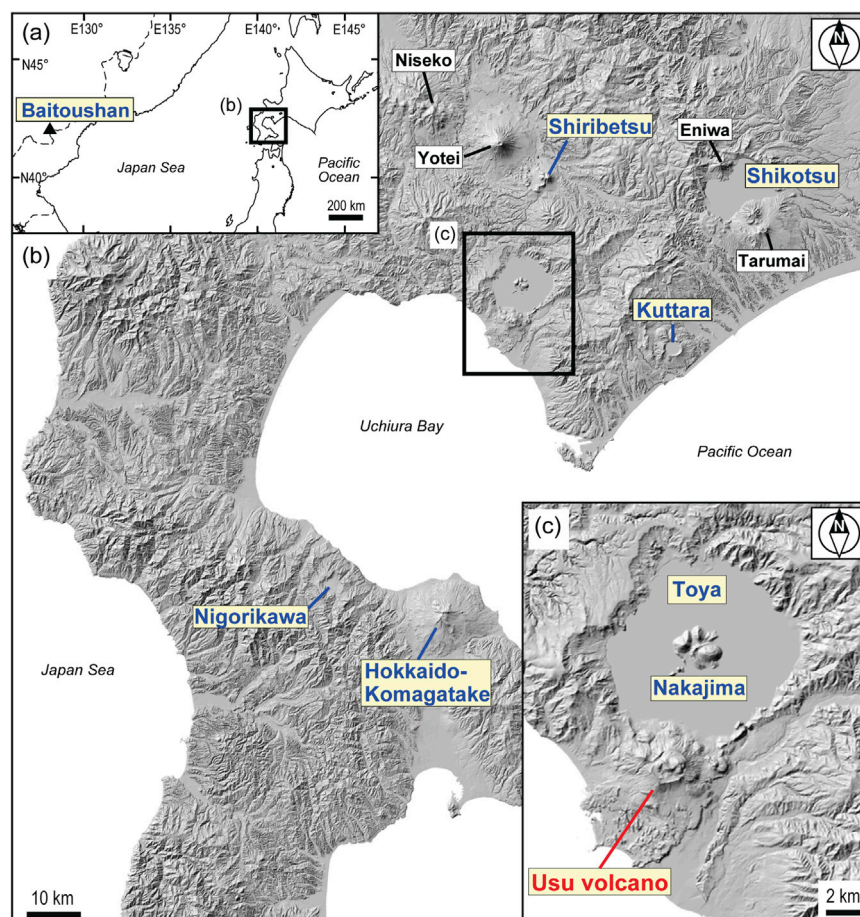 (a)
E130°
E135°
E140°
E145°
N45°
N40°
Baitoushan
(b)
Japan Sea
Pacific
Ocean
200 km
N
Niseko
Yotei
Shiribetsu
Eniwa
Shikotsu
Tarumai
(c)
Kuttara
(b)
Uchiura Bay
Pacific Ocean
Nigorikawa
Hokkaido-
Komagatake
Japan Sea
10 km
(c)
N
Toya
Nakajima
Usu volcano
2 km